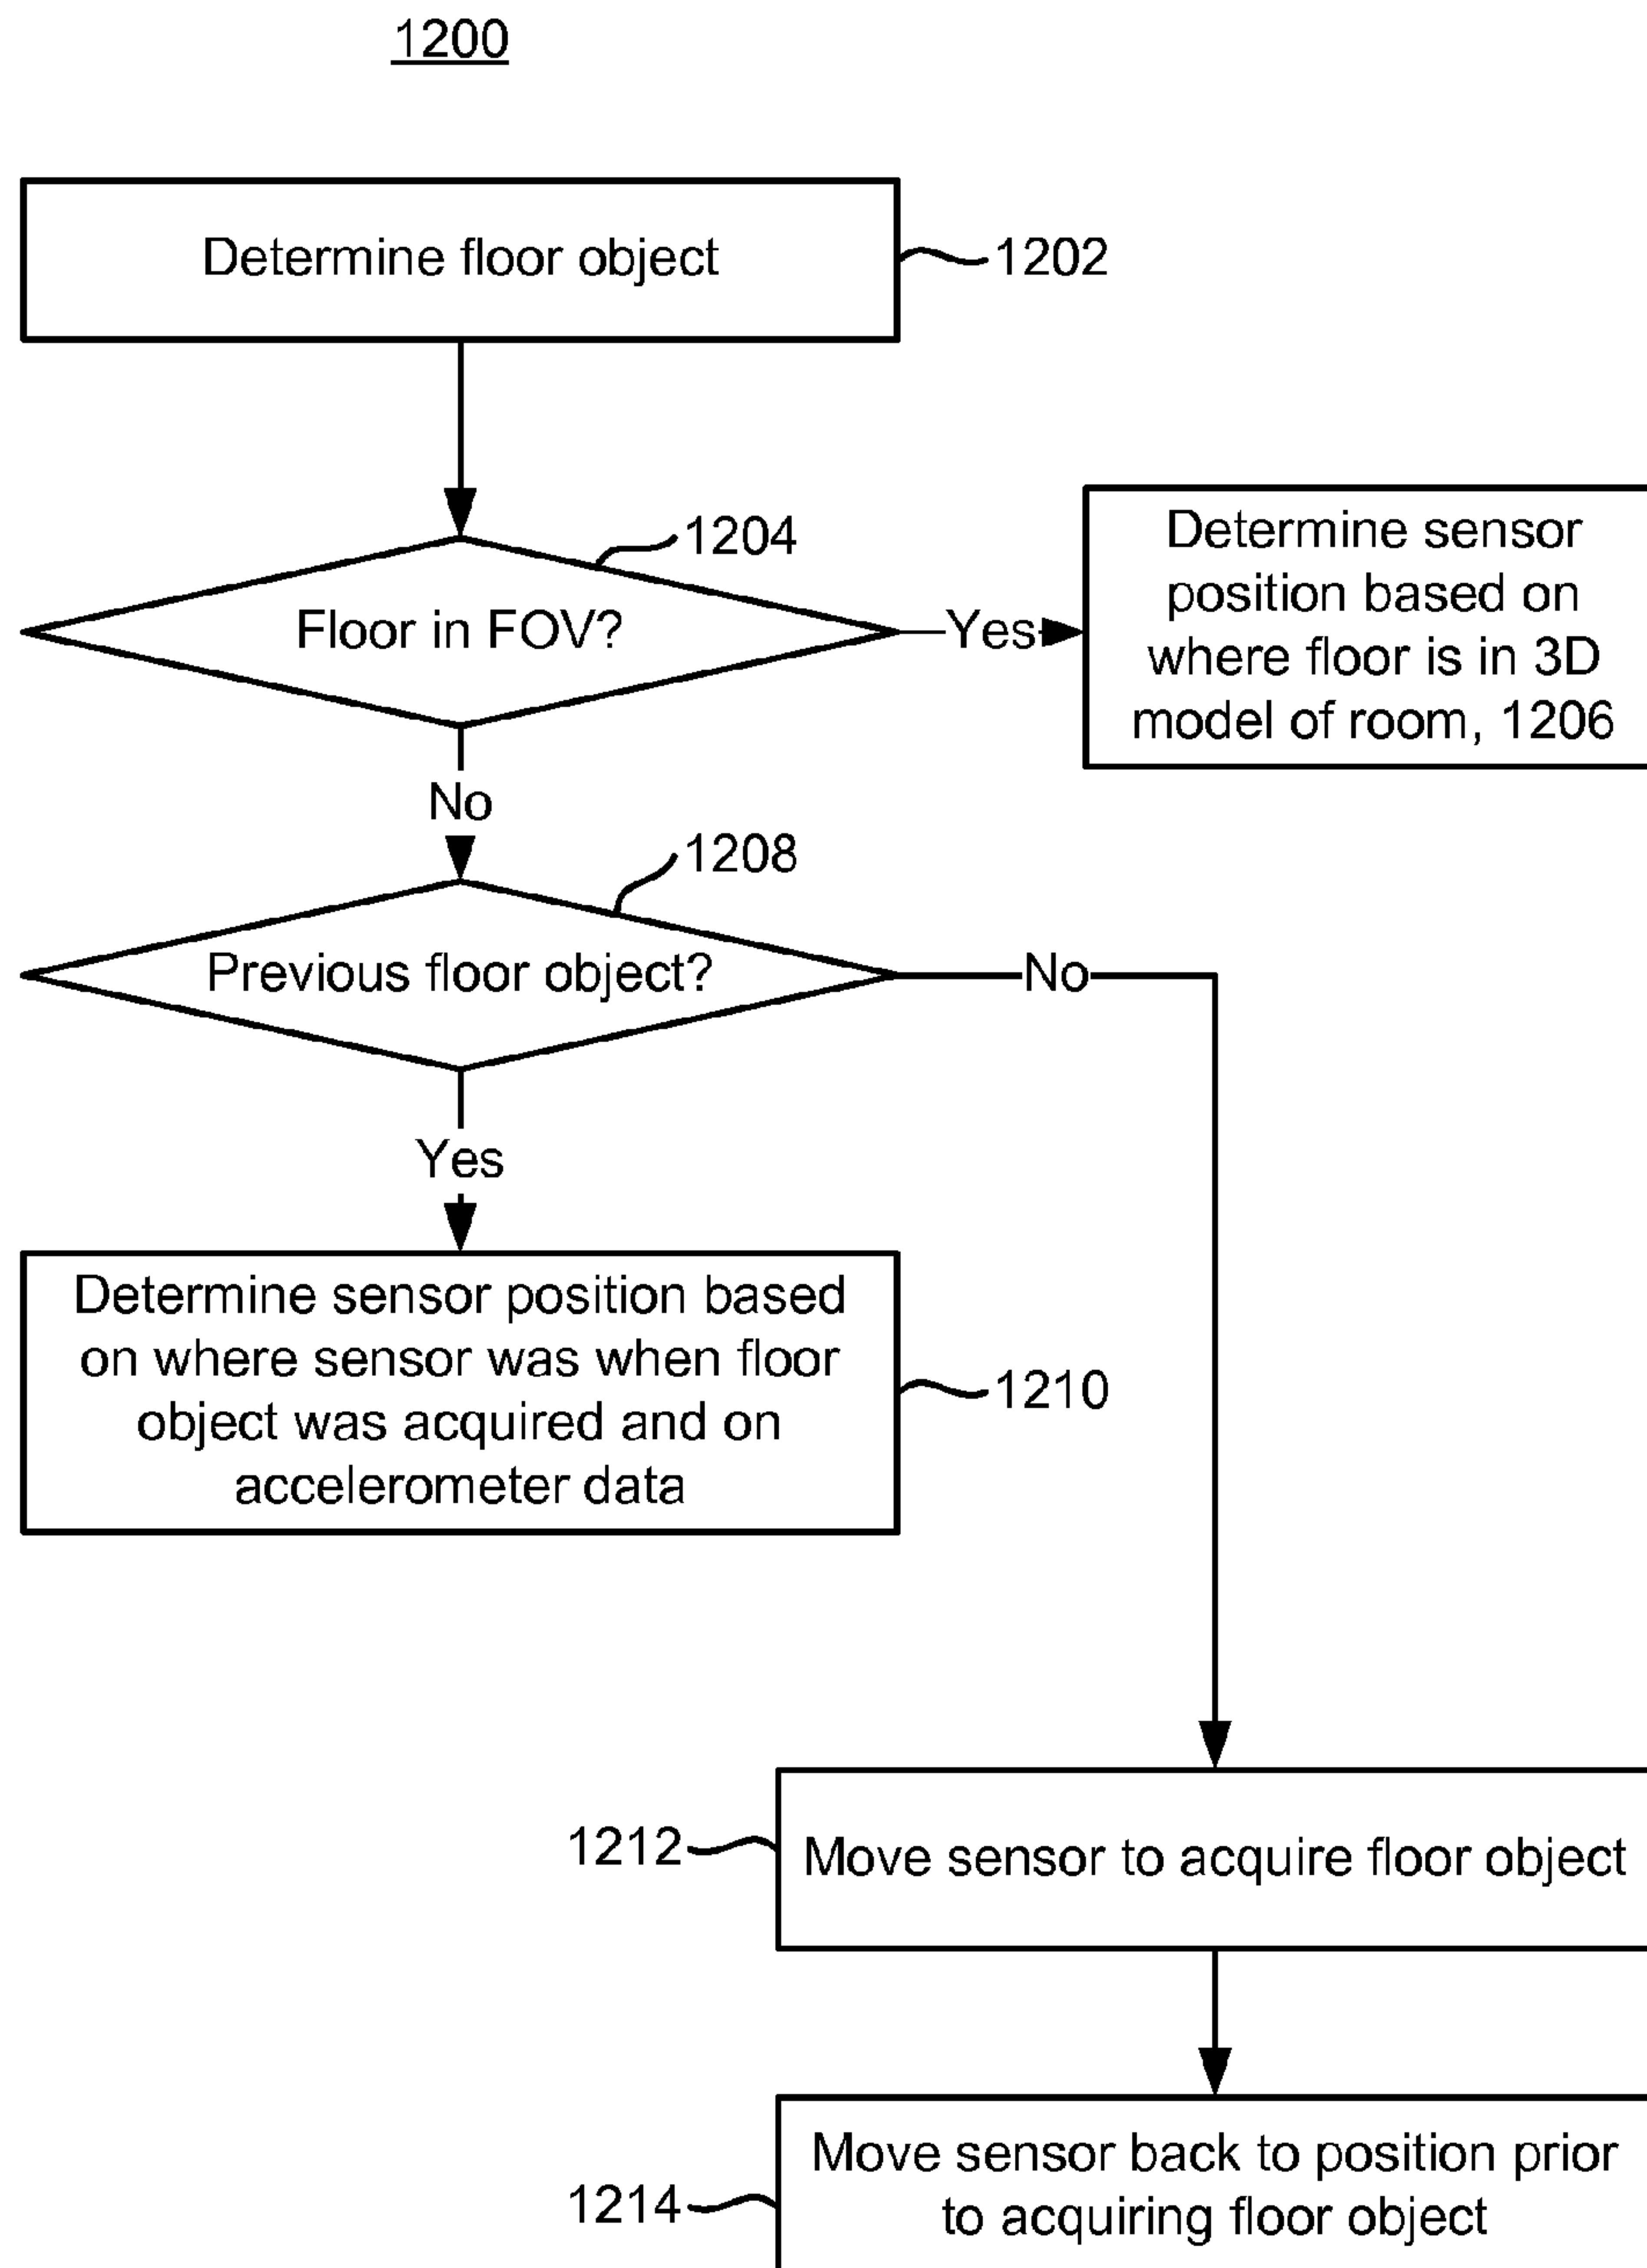 1200
Determine floor object
1202
1204
Floor in FOV?
Yes
Determine sensor
position based on
where floor is in 3D
model of room, 1206
No
1208
Previous floor object?
No
Yes
Determine sensor position based
on where sensor was when floor
object was acquired and on
accelerometer data
1210
1212
Move sensor to acquire floor object
Move sensor back to position prior
to acquiring floor object
1214